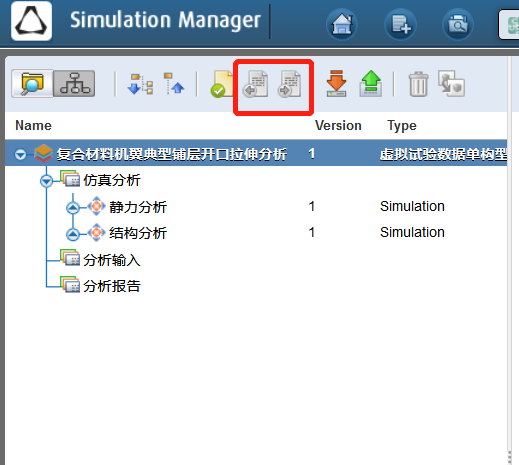 Simulation Manager
Name Version Type
复合材料机翼典型铺层开口拉伸分析 1 虚拟试验数据单构型
仿真分析
静力分析 1 Simulation
结构分析 1 Simulation
分析输入
分析报告